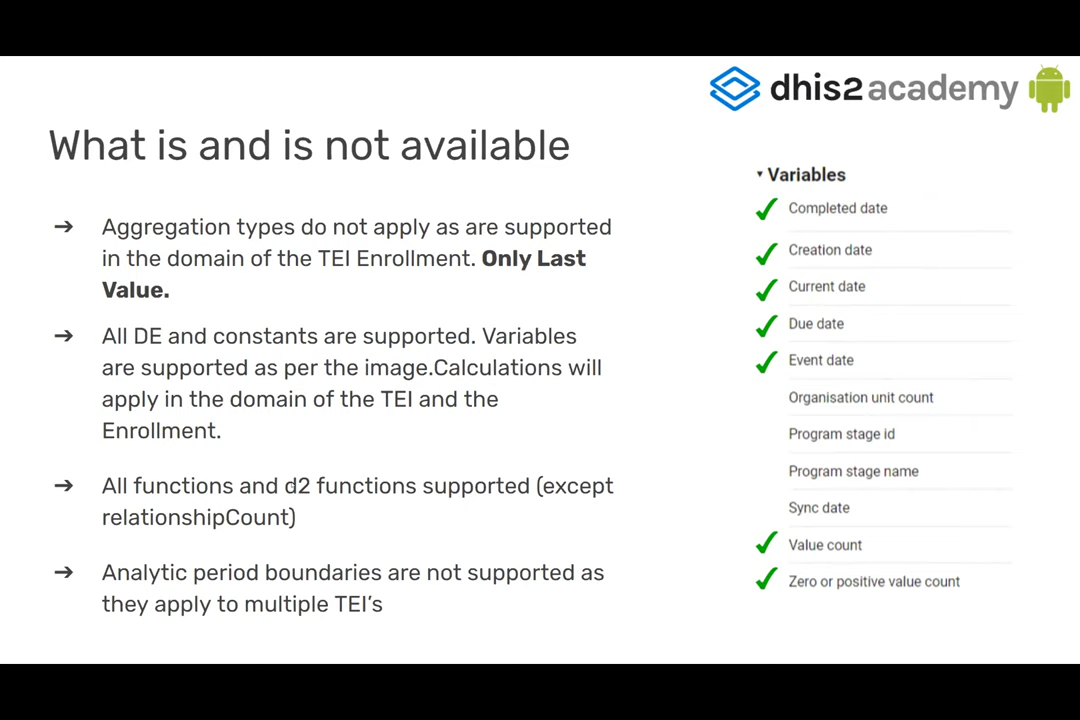 dhis2 academy
What is and is not available
➔ Aggregation types do not apply as are supported
in the domain of the TEI Enrollment. Only Last
Value.
➔ All DE and constants are supported. Variables
are supported as per the image.Calculations will
apply in the domain of the TEI and the
Enrollment.
➔ All functions and d2 functions supported (except
relationshipCount)
➔ Analytic period boundaries are not supported as
they apply to multiple TEI’s
Variables
Completed date
Creation date
Current date
Due date
Event date
Organisation unit count
Program stage id
Program stage name
Sync date
Value count
Zero or positive value count